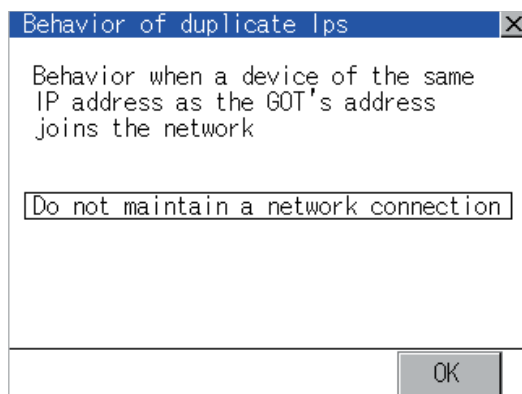 Behavior of duplicate Ips
Behavior when a device of the same
IP address as the GOT's address
joins the network
Do not maintain a network connection
OK